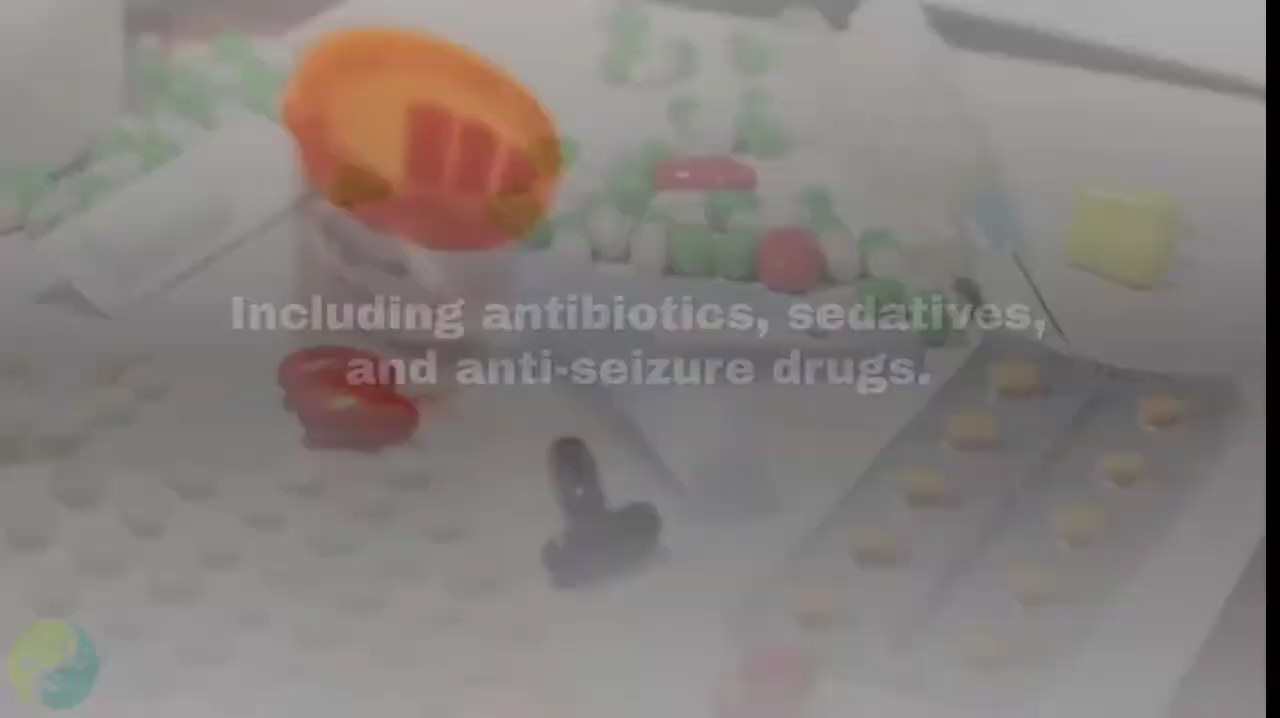 Including antibiotics, sedatives,
and anti-seizure drugs.